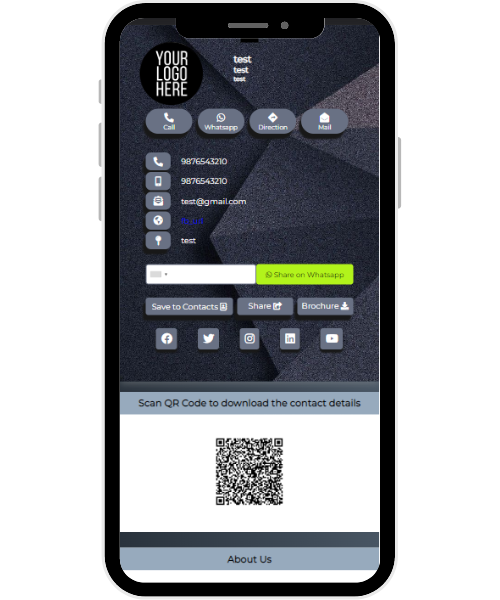 YOUR
LOGO
HERE
test
test
test
Call
Whatsapp
Direction
Mail
9876543210
9876543210
test@gmail.com
test
Share on Whatsapp
Save to Contacts
Share
Brochure
Scan QR Code to download the contact details
About Us